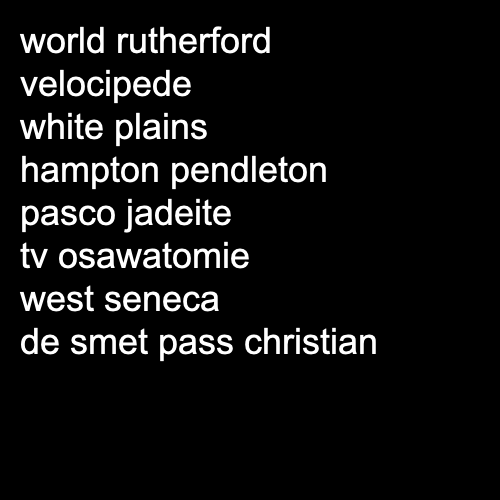 world rutherford
velocipede
white plains
hampton pendleton
pasco jadeite
tv osawatomie
west seneca
de smet pass christian